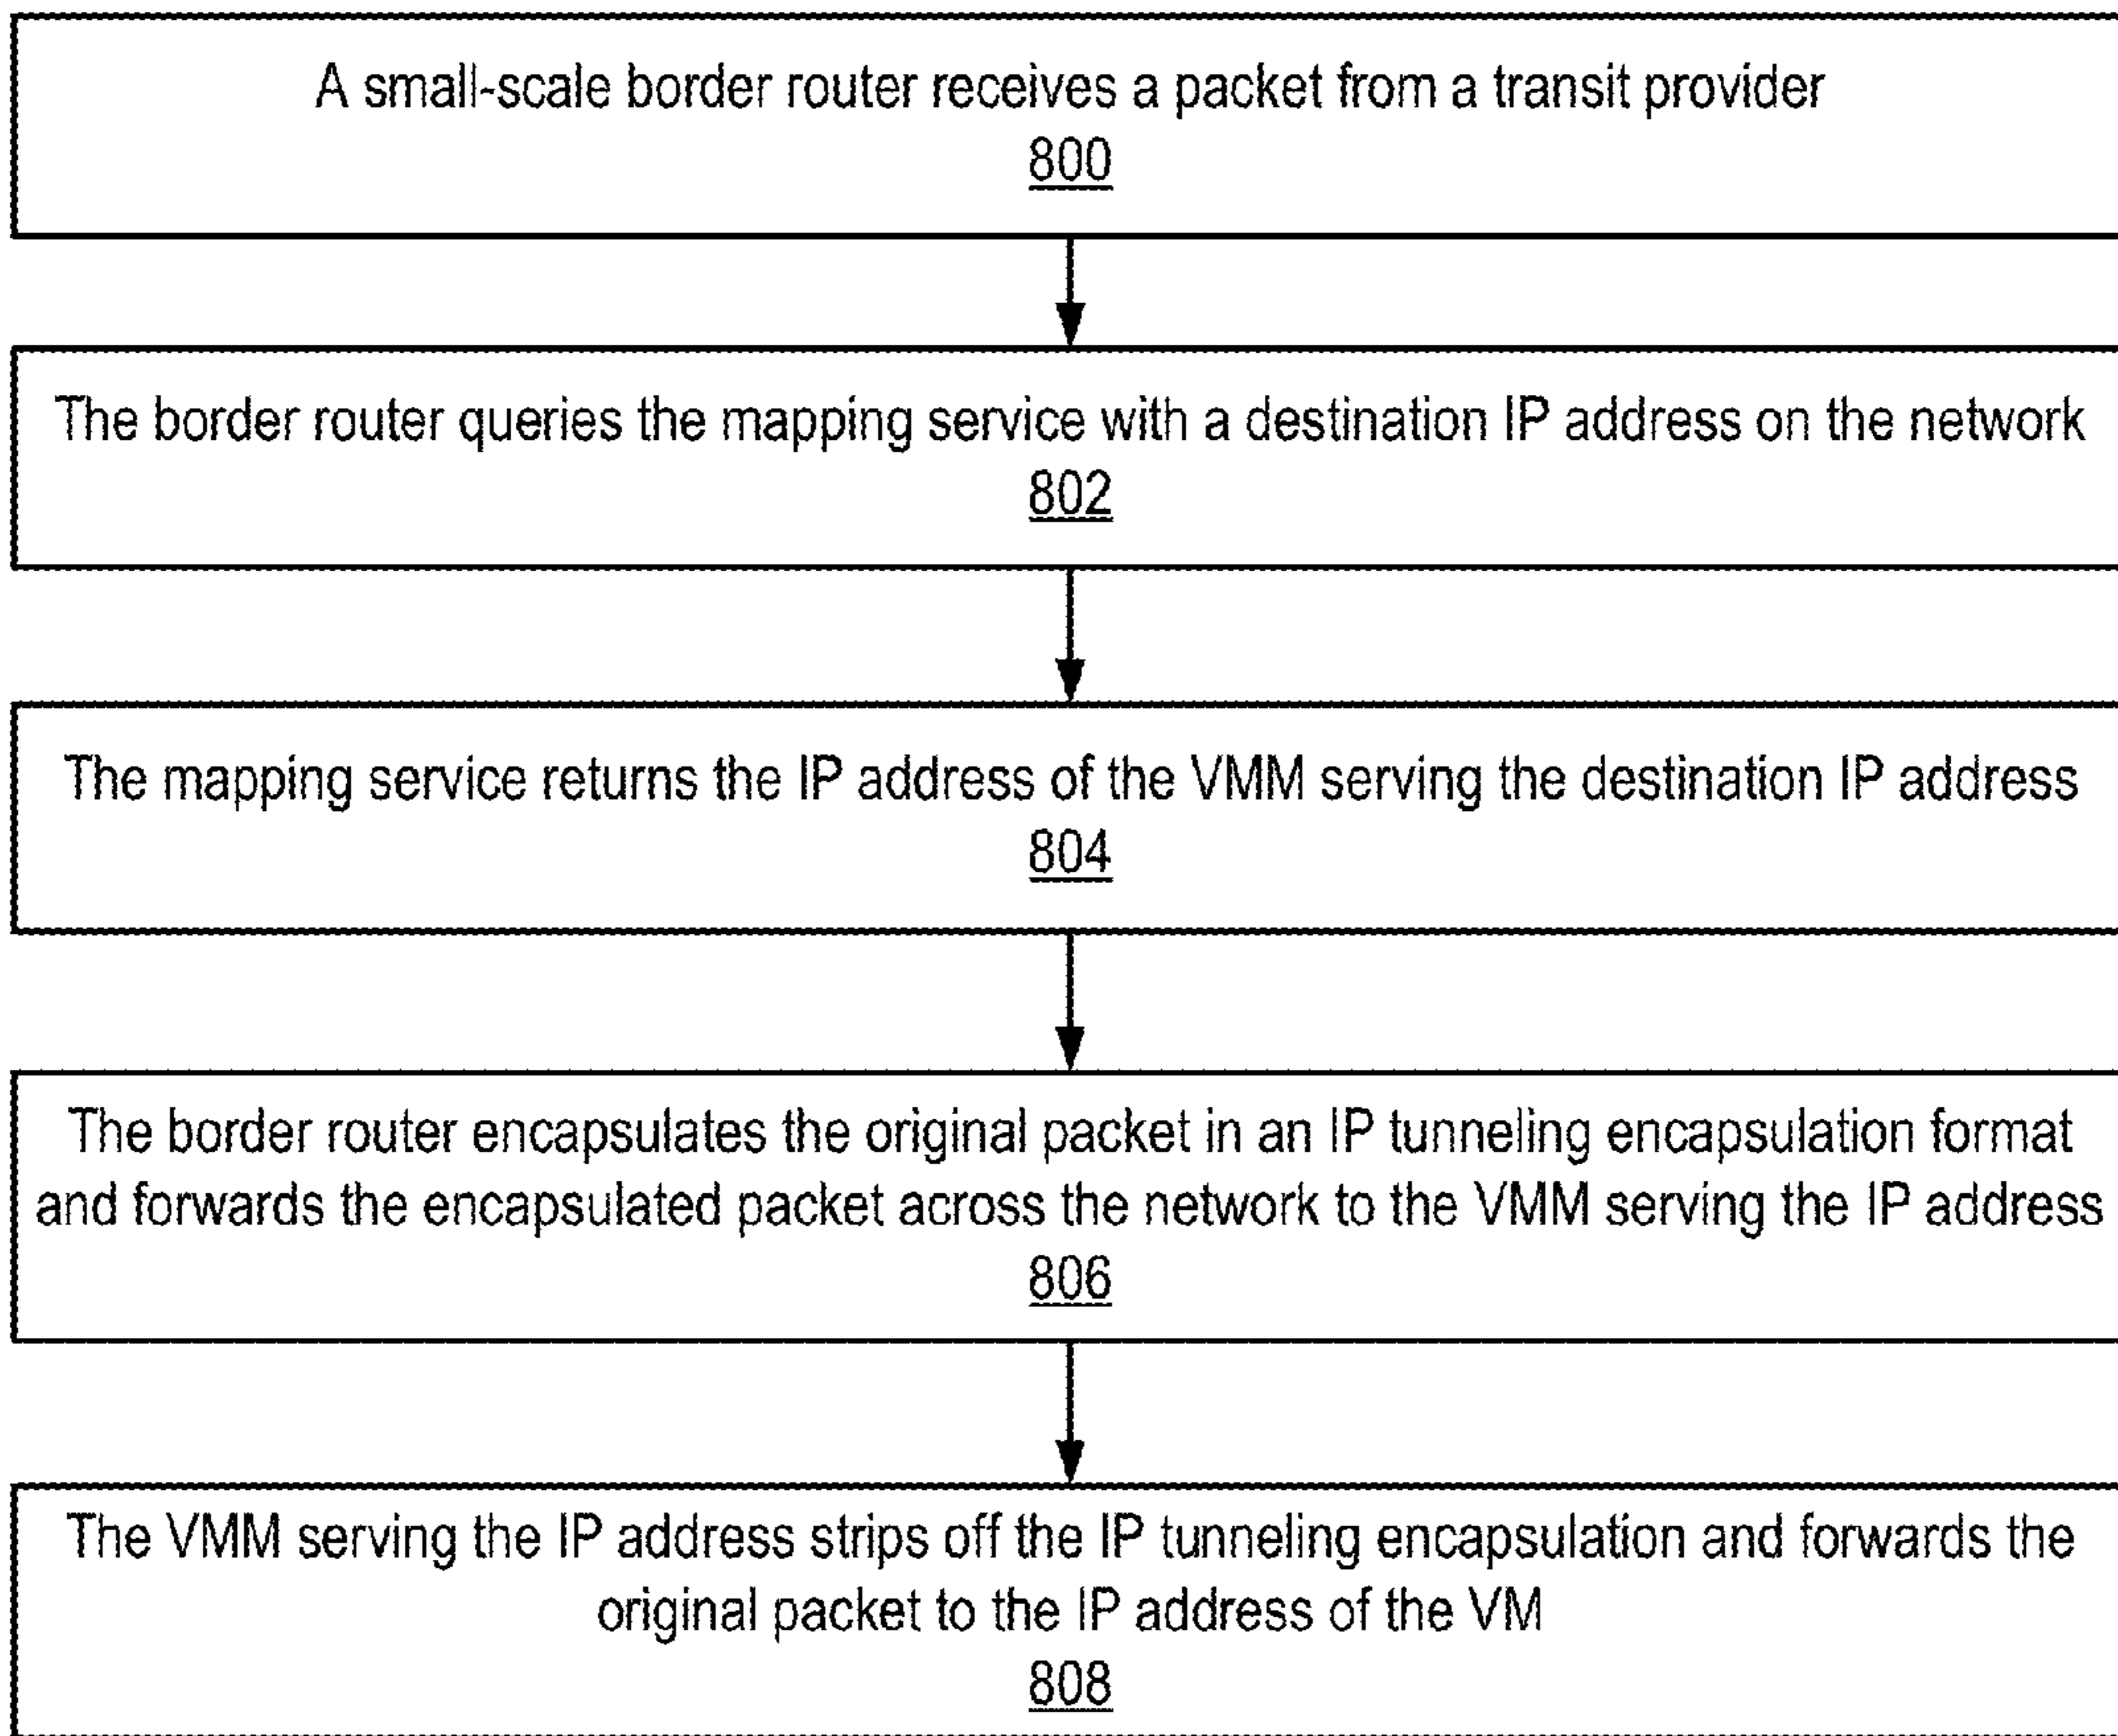 A small-scale border router receives a packet from a transit provider
800
The border router queries the mapping service with a destination IP address on the network
802
The mapping service returns the IP address of the VMM serving the destination IP address
804
The border router encapsulates the original packet in an IP tunneling encapsulation format
and forwards the encapsulated packet across the network to the VMM serving the IP address
806
The VMM serving the IP address strips off the IP tunneling encapsulation and forwards the
original packet to the IP address of the VM
808